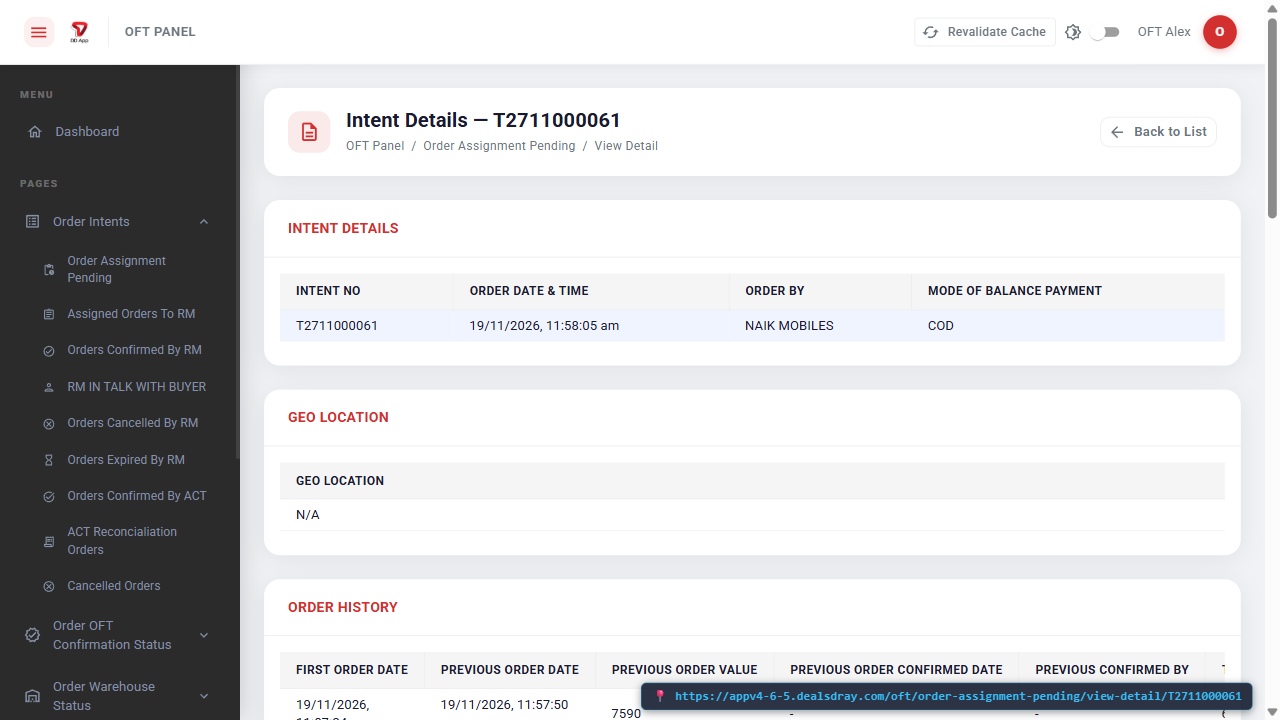 DD App
OFT PANEL
Revalidate Cache
OFT Alex
O
MENU
Dashboard
PAGES
Order Intents
Order Assignment
Pending
Assigned Orders To RM
Orders Confirmed By RM
RM IN TALK WITH BUYER
Orders Cancelled By RM
Orders Expired By RM
Orders Confirmed By ACT
ACT Reconcialiation
Orders
Cancelled Orders
Order OFT
Confirmation Status
Order Warehouse
Status
Intent Details — T2711000061
OFT Panel / Order Assignment Pending / View Detail
Back to List
INTENT DETAILS
INTENT NO ORDER DATE & TIME ORDER BY MODE OF BALANCE PAYMENT
T2711000061 19/11/2026, 11:58:05 am NAIK MOBILES COD
GEO LOCATION
GEO LOCATION
N/A
ORDER HISTORY
FIRST ORDER DATE PREVIOUS ORDER DATE PREVIOUS ORDER VALUE PREVIOUS ORDER CONFIRMED DATE PREVIOUS CONFIRMED BY
19/11/2026, 19/11/2026, 11:57:50 7590 - -
https://appv4-6-5.dealsdray.com/oft/order-assignment-pending/view-detail/T2711000061